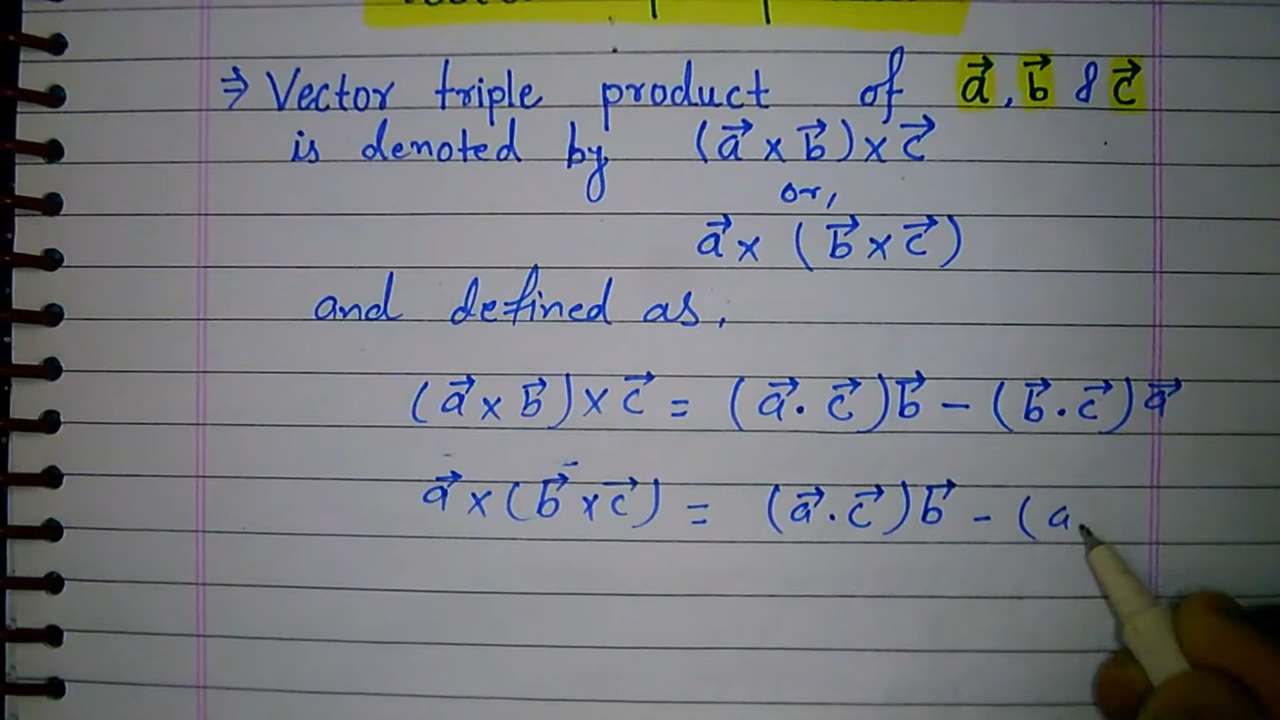 ⇒ Vector triple product of a⃗, b⃗ & c⃗
is denoted by (a⃗ × b⃗) × c⃗
or,
a⃗ × (b⃗ × c⃗)
and defined as,
(a⃗ × b⃗) × c⃗ = (a⃗ . c⃗) b⃗ - (b⃗ . c⃗) a⃗
a⃗ × (b⃗ × c⃗) = (a⃗ . c⃗) b⃗ - (a.